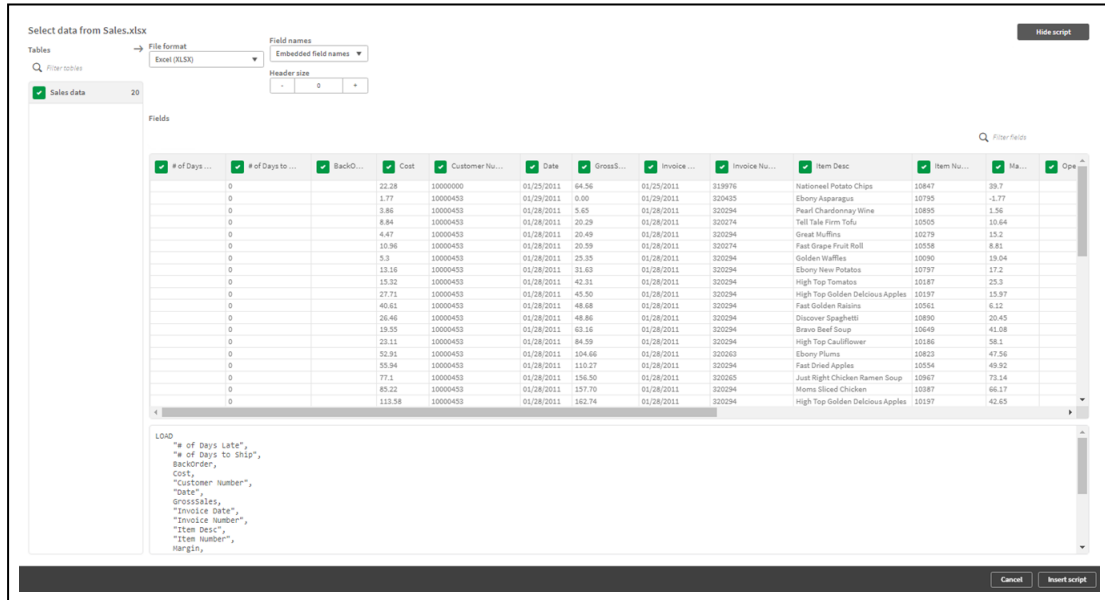 Select data from Sales.xlsx
Hide script
Tables
File format
Field names
Excel (XLSX)
Embedded field names
Filter tables
Header size
- 0 +
Sales data 20
Fields
Filter fields
# of Days ... # of Days to ... BackO... Cost Customer Nu... Date GrossS... Invoice ... Invoice Nu... Item Desc Item Nu... Ma... Ope
0 22.28 10000000 01/25/2011 64.56 01/25/2011 319976 Nationeel Potato Chips 10847 39.7
0 1.77 10000453 01/29/2011 0.00 01/29/2011 320435 Ebony Asparagus 10795 -1.77
0 3.86 10000453 01/28/2011 5.65 01/28/2011 320294 Pearl Chardonnay Wine 10895 1.56
0 8.84 10000453 01/28/2011 20.29 01/28/2011 320274 Tell Tale Firm Tofu 10505 10.64
0 4.47 10000453 01/28/2011 20.49 01/28/2011 320294 Great Muffins 10279 15.2
0 10.96 10000453 01/28/2011 20.59 01/28/2011 320274 Fast Grape Fruit Roll 10558 8.81
0 5.3 10000453 01/28/2011 25.35 01/28/2011 320294 Golden Waffles 10090 19.04
0 13.16 10000453 01/28/2011 31.63 01/28/2011 320294 Ebony New Potatos 10797 17.2
0 15.32 10000453 01/28/2011 42.31 01/28/2011 320294 High Top Tomatos 10187 25.3
0 27.71 10000453 01/28/2011 45.50 01/28/2011 320294 High Top Golden Delcious Apples 10197 15.97
0 40.61 10000453 01/28/2011 48.68 01/28/2011 320294 Fast Golden Raisins 10561 6.12
0 26.46 10000453 01/28/2011 48.86 01/28/2011 320294 Discover Spaghetti 10890 20.45
0 19.55 10000453 01/28/2011 63.16 01/28/2011 320294 Bravo Beef Soup 10649 41.08
0 23.11 10000453 01/28/2011 84.59 01/28/2011 320294 High Top Cauliflower 10186 58.1
0 52.91 10000453 01/28/2011 104.66 01/28/2011 320263 Ebony Plums 10823 47.56
0 55.94 10000453 01/28/2011 110.27 01/28/2011 320294 Fast Dried Apples 10554 49.92
0 77.1 10000453 01/28/2011 156.50 01/28/2011 320265 Just Right Chicken Ramen Soup 10967 73.14
0 85.22 10000453 01/28/2011 157.70 01/28/2011 320294 Moms Sliced Chicken 10387 66.17
0 113.58 10000453 01/28/2011 162.74 01/28/2011 320294 High Top Golden Delcious Apples 10197 42.65
LOAD
"# of Days Late",
"# of Days to Ship",
BackOrder,
Cost,
"Customer Number",
"Date",
GrossSales,
"Invoice Date",
"Invoice Number",
"Item Desc",
"Item Number",
Margin,
Cancel
Insert script